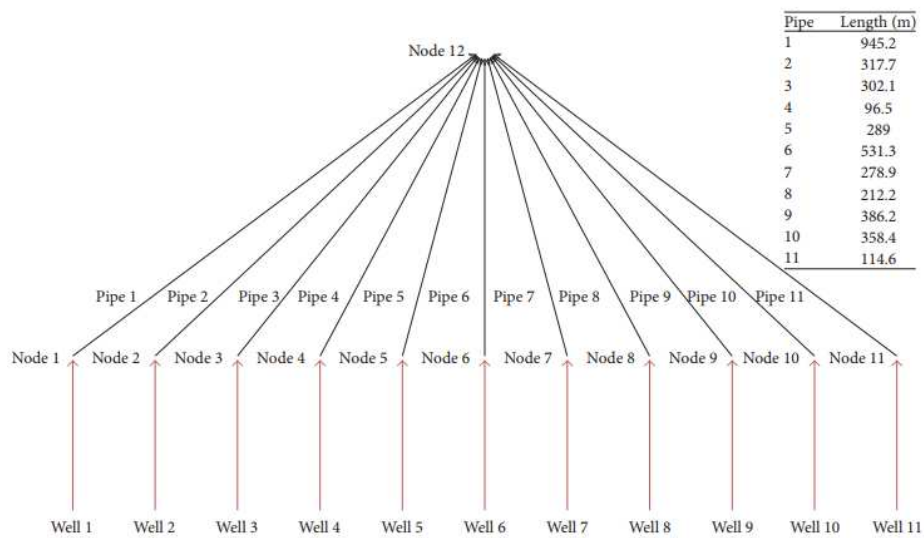 Pipe Length (m)
1 945.2
2 317.7
3 302.1
4 96.5
5 289
6 531.3
7 278.9
8 212.2
9 386.2
10 358.4
11 114.6
Node 12
Pipe 1 Pipe 2 Pipe 3 Pipe 4 Pipe 5 Pipe 6 Pipe 7 Pipe 8 Pipe 9 Pipe 10 Pipe 11
Node 1 Node 2 Node 3 Node 4 Node 5 Node 6 Node 7 Node 8 Node 9 Node 10 Node 11
Well 1 Well 2 Well 3 Well 4 Well 5 Well 6 Well 7 Well 8 Well 9 Well 10 Well 11